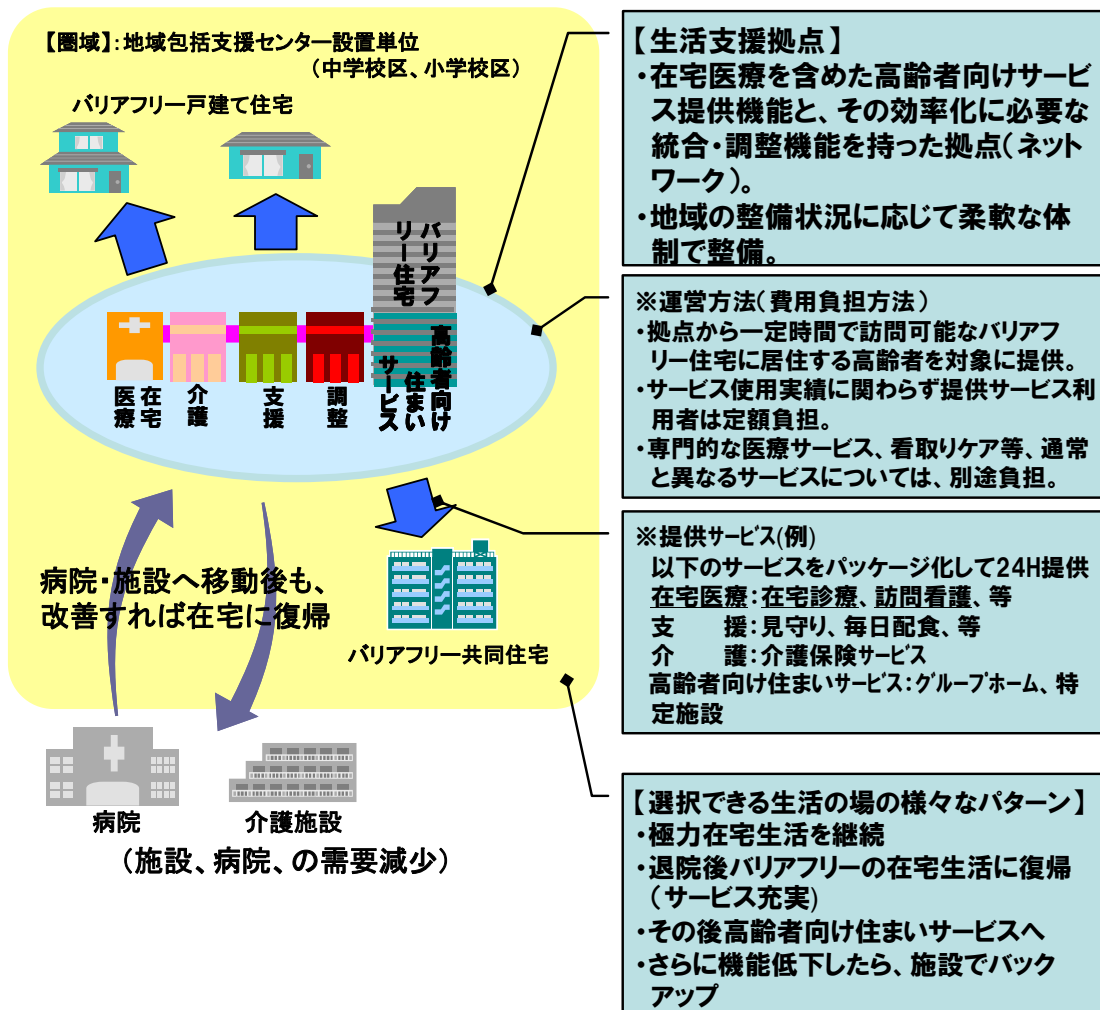 【圏域】:地域包括支援センター設置単位
（中学校区、小学校区）
バリアフリー戸建て住宅
バリアフリー住宅
在宅医療
介護
支援
調整
高齢者向け住まいサービス
病院・施設へ移動後も、
改善すれば在宅に復帰
バリアフリー共同住宅
病院
介護施設
（施設、病院、の需要減少）
【生活支援拠点】
・在宅医療を含めた高齢者向けサービ
ス提供機能と、その効率化に必要な
統合・調整機能を持った拠点（ネット
ワーク）。
・地域の整備状況に応じて柔軟な体
制で整備。
※運営方法（費用負担方法）
・拠点から一定時間で訪問可能なバリアフ
リー住宅に居住する高齢者を対象に提供。
・サービス使用実績に関わらず提供サービス利
用者は定額負担。
・専門的な医療サービス、看取りケア等、通常
と異なるサービスについては、別途負担。
※提供サービス(例)
以下のサービスをパッケージ化して24H提供
在宅医療：在宅診療、訪問看護、等
支　　援：見守り、毎日配食、等
介　　護：介護保険サービス
高齢者向け住まいサービス：グループホーム、特
定施設
【選択できる生活の場の様々なパターン】
・極力在宅生活を継続
・退院後バリアフリーの在宅生活に復帰
（サービス充実)
・その後高齢者向け住まいサービスへ
・さらに機能低下したら、施設でバック
アップ